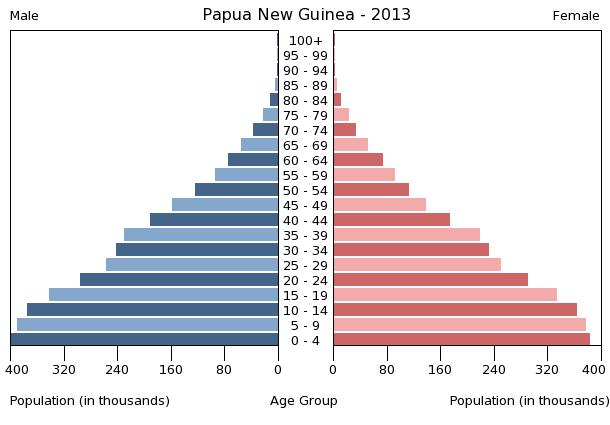 Male Papua New Guinea - 2013 Female
100+
95 - 99
90 - 94
85 - 89
80 - 84
75 - 79
70 - 74
65 - 69
60 - 64
55 - 59
50 - 54
45 - 49
40 - 44
35 - 39
30 - 34
25 - 29
20 - 24
15 - 19
10 - 14
5 - 9
0 - 4
400 320 240 160 80 0 0 80 160 240 320 400
Population (in thousands) Age Group Population (in thousands)